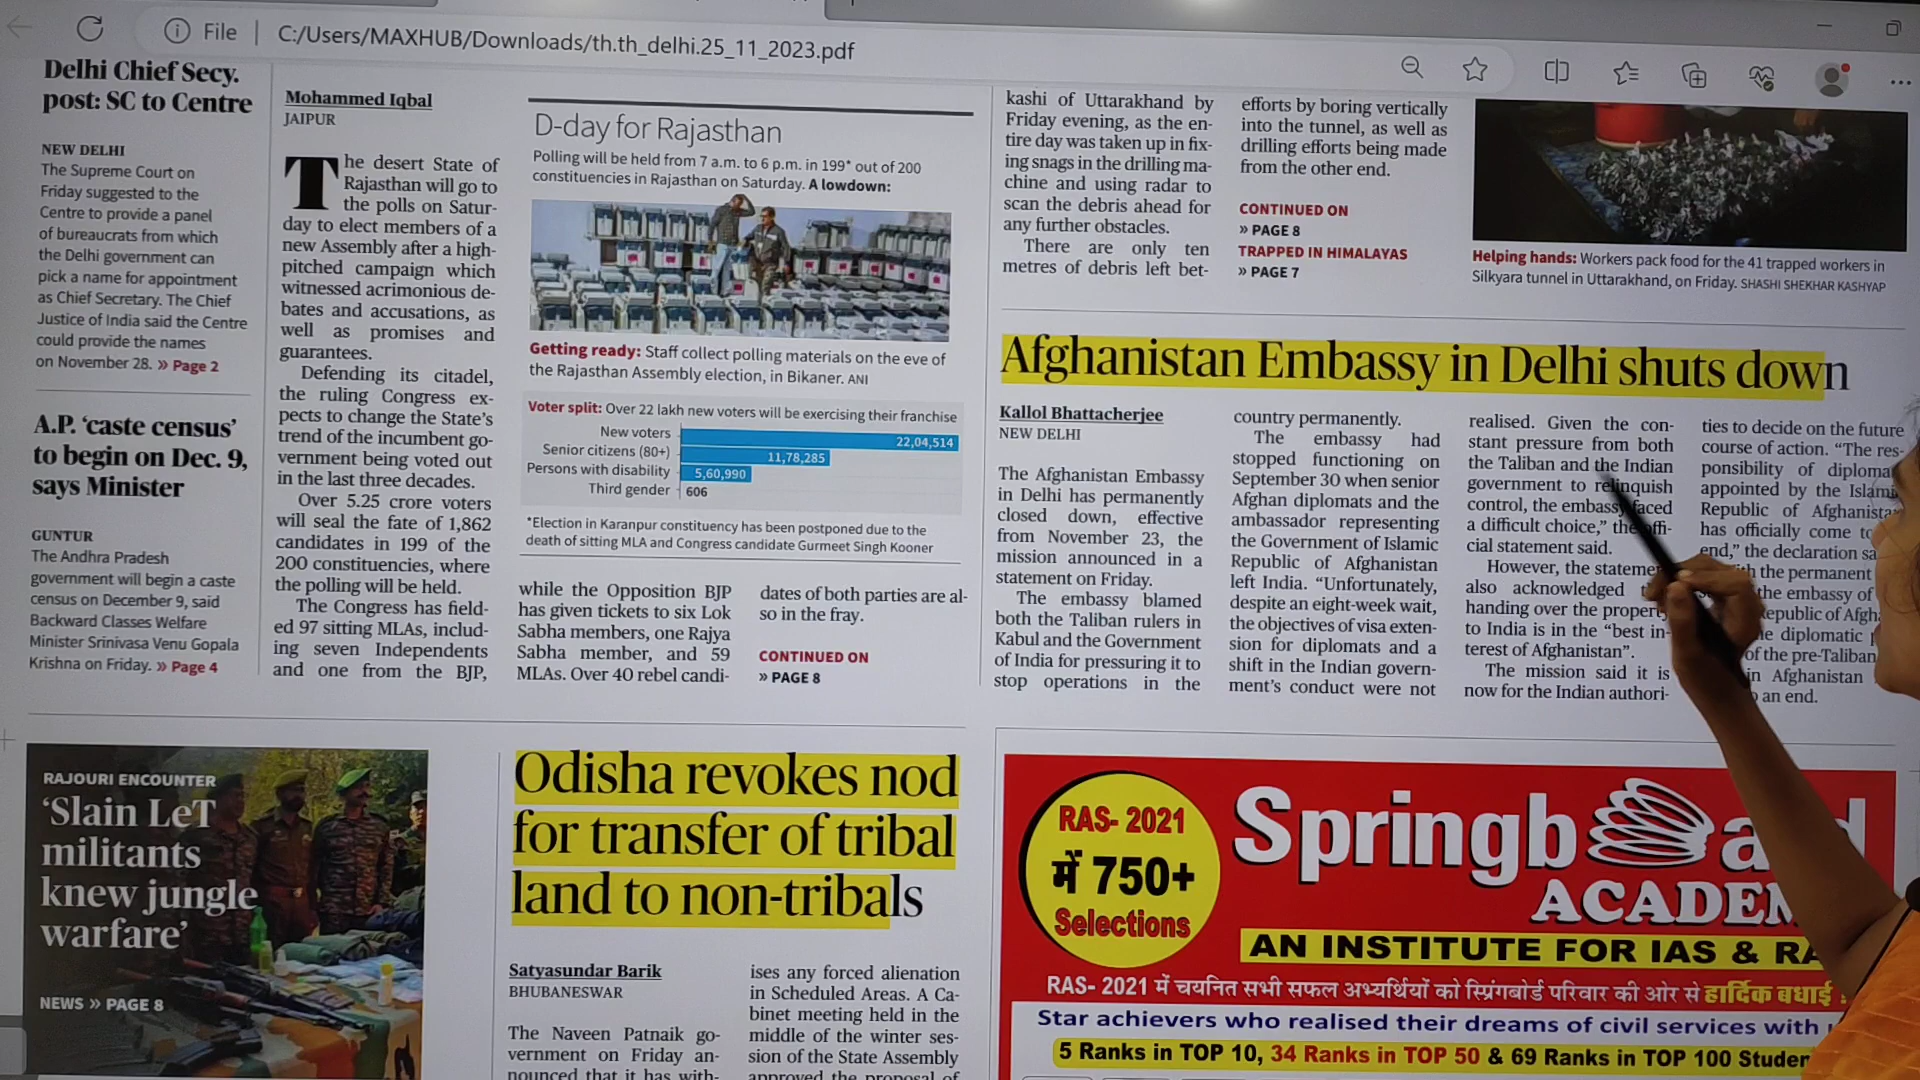 File | C:/Users/MAXHUB/Downloads/th.th_delhi.25_11_2023.pdf
Delhi Chief Secy.
post: SC to Centre
NEW DELHI
The Supreme Court on
Friday suggested to the
Centre to provide a panel
of bureaucrats from which
the Delhi government can
pick a name for appointment
as Chief Secretary. The Chief
Justice of India said the Centre
could provide the names
on November 28. » Page 2
A.P. ‘caste census’
to begin on Dec. 9,
says Minister
GUNTUR
The Andhra Pradesh
government will begin a caste
census on December 9, said
Backward Classes Welfare
Minister Srinivasa Venu Gopala
Krishna on Friday. » Page 4
Mohammed Iqbal
JAIPUR
The desert State of
Rajasthan will go to
the polls on Satur-
day to elect members of a
new Assembly after a high-
pitched campaign which
witnessed acrimonious de-
bates and accusations, as
well as promises and
guarantees.
Defending its citadel,
the ruling Congress ex-
pects to change the State’s
trend of the incumbent go-
vernment being voted out
in the last three decades.
Over 5.25 crore voters
will seal the fate of 1,862
candidates in 199 of the
200 constituencies, where
the polling will be held.
The Congress has field-
ed 97 sitting MLAs, includ-
ing seven Independents
and one from the BJP,
D-day for Rajasthan
Polling will be held from 7 a.m. to 6 p.m. in 199* out of 200
constituencies in Rajasthan on Saturday. A lowdown:
Getting ready: Staff collect polling materials on the eve of
the Rajasthan Assembly election, in Bikaner. ANI
Voter split: Over 22 lakh new voters will be exercising their franchise
New voters 22,04,514
Senior citizens (80+) 11,78,285
Persons with disability 5,60,990
Third gender 606
*Election in Karanpur constituency has been postponed due to the
death of sitting MLA and Congress candidate Gurmeet Singh Kooner
while the Opposition BJP
has given tickets to six Lok
Sabha members, one Rajya
Sabha member, and 59
MLAs. Over 40 rebel candi-
dates of both parties are al-
so in the fray.
CONTINUED ON
» PAGE 8
kashi of Uttarakhand by
Friday evening, as the en-
tire day was taken up in fix-
ing snags in the drilling ma-
chine and using radar to
scan the debris ahead for
any further obstacles.
There are only ten
metres of debris left bet-
efforts by boring vertically
into the tunnel, as well as
drilling efforts being made
from the other end.
CONTINUED ON
» PAGE 8
TRAPPED IN HIMALAYAS
» PAGE 7
Helping hands: Workers pack food for the 41 trapped workers in
Silkyara tunnel in Uttarakhand, on Friday. SHASHI SHEKHAR KASHYAP
Afghanistan Embassy in Delhi shuts down
Kallol Bhattacherjee
NEW DELHI
The Afghanistan Embassy
in Delhi has permanently
closed down, effective
from November 23, the
mission announced in a
statement on Friday.
The embassy blamed
both the Taliban rulers in
Kabul and the Government
of India for pressuring it to
stop operations in the
country permanently.
The embassy had
stopped functioning on
September 30 when senior
Afghan diplomats and the
ambassador representing
the Government of Islamic
Republic of Afghanistan
left India. “Unfortunately,
despite an eight-week wait,
the objectives of visa exten-
sion for diplomats and a
shift in the Indian govern-
ment’s conduct were not
realised. Given the con-
stant pressure from both
the Taliban and the Indian
government to relinquish
control, the embassy faced
a difficult choice,” the offi-
cial statement said.
However, the stateme
also acknowledged
handing over the propert
to India is in the “best in-
terest of Afghanistan”.
The mission said it is
now for the Indian authori-
ties to decide on the future
course of action. “The res-
ponsibility of diploma
appointed by the Islami
Republic of Afghanista
has officially come to
end,” the declaration sa
the permanent
the embassy of
epublic of Afgh
diplomatic
of the pre-Taliban
in Afghanistan
an end.
RAJOURI ENCOUNTER
‘Slain LeT
militants
knew jungle
warfare’
NEWS » PAGE 8
Odisha revokes nod
for transfer of tribal
land to non-tribals
Satyasundar Barik
BHUBANESWAR
The Naveen Patnaik go-
vernment on Friday an-
nounced that it has with-
ises any forced alienation
in Scheduled Areas. A Ca-
binet meeting held in the
middle of the winter ses-
sion of the State Assembly
approved the proposal of
RAS- 2021
में 750+
Selections
Springb a d
ACADEM
AN INSTITUTE FOR IAS & RA
RAS- 2021 में चयनित सभी सफल अभ्यर्थियों को स्प्रिंगबोर्ड परिवार की ओर से हार्दिक बधाई
Star achievers who realised their dreams of civil services with
5 Ranks in TOP 10, 34 Ranks in TOP 50 & 69 Ranks in TOP 100 Studen